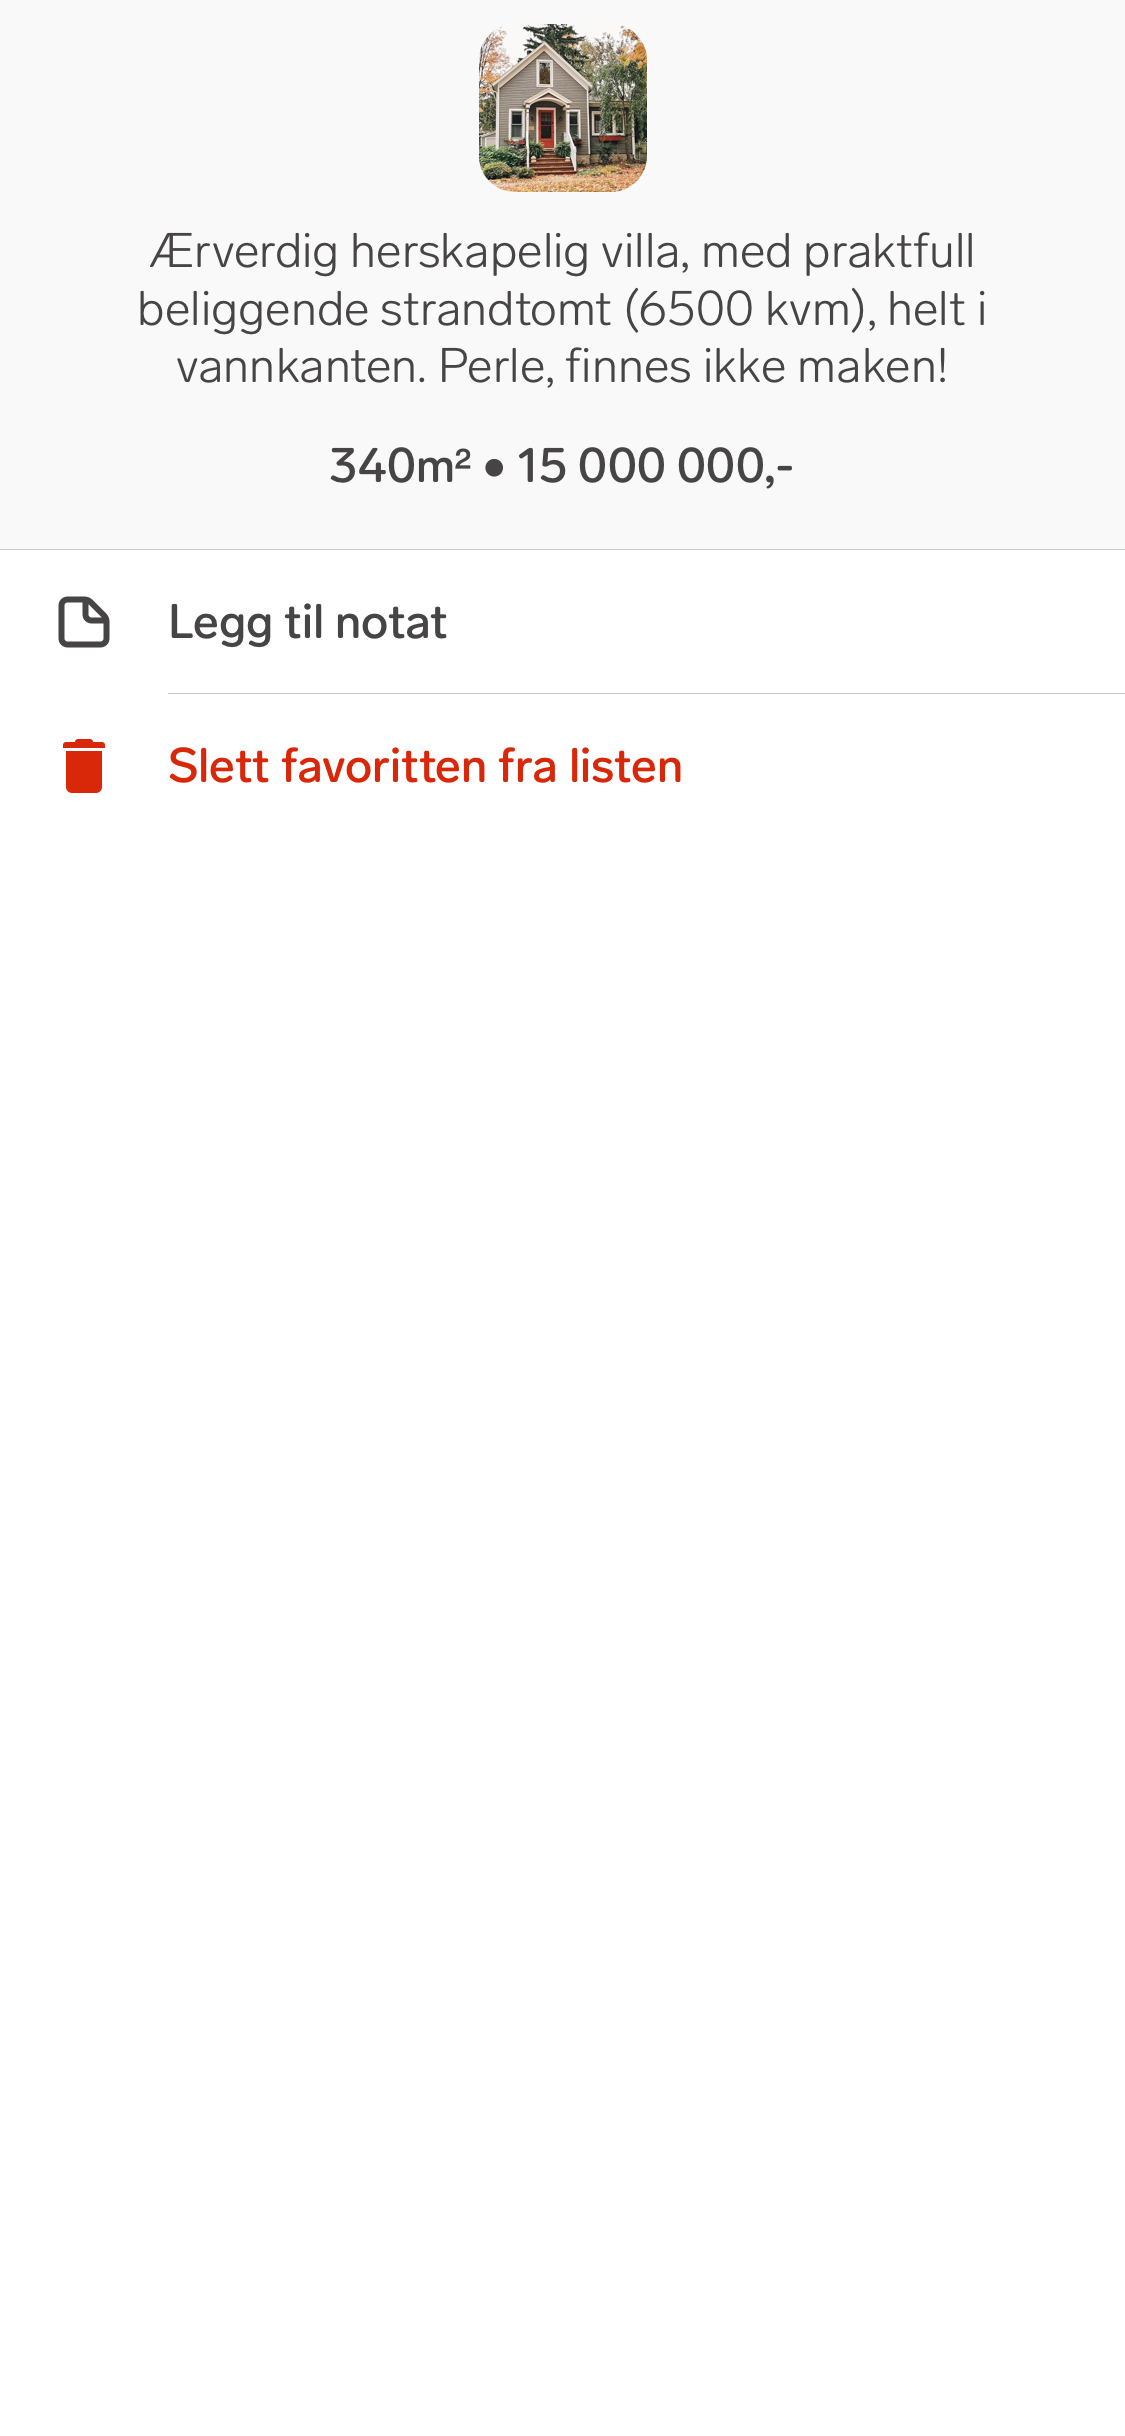 Ærverdig herskapelig villa, med praktfull
beliggende strandtomt (6500 kvm), helt i
vannkanten. Perle, finnes ikke maken!
340m² • 15 000 000,-
Legg til notat
Slett favoritten fra listen